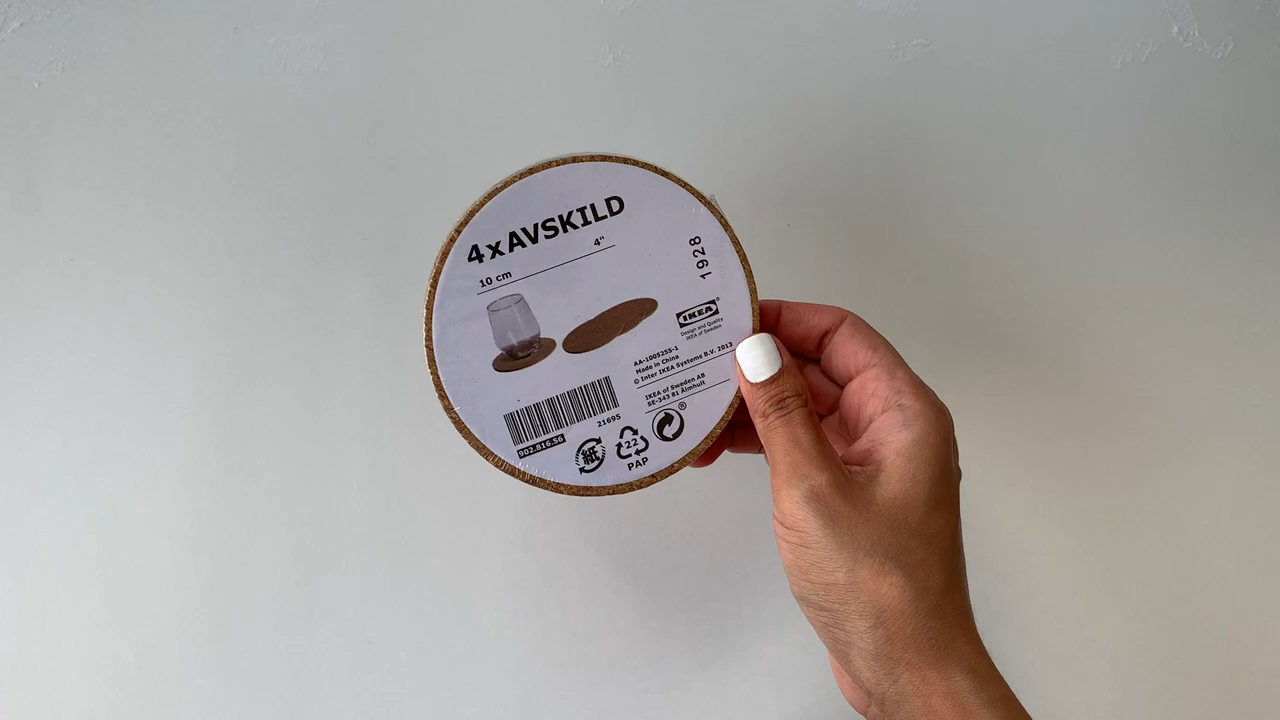 4xAVSKILD
10 cm 4"
1928
IKEA®
Design and Quality
IKEA of Sweden
AA-1005255-1
Made in China
© Inter IKEA Systems B.V. 2013
IKEA of Sweden AB
SE-343 81 Älmhult
21695
902.816.56
紙
22
PAP
®